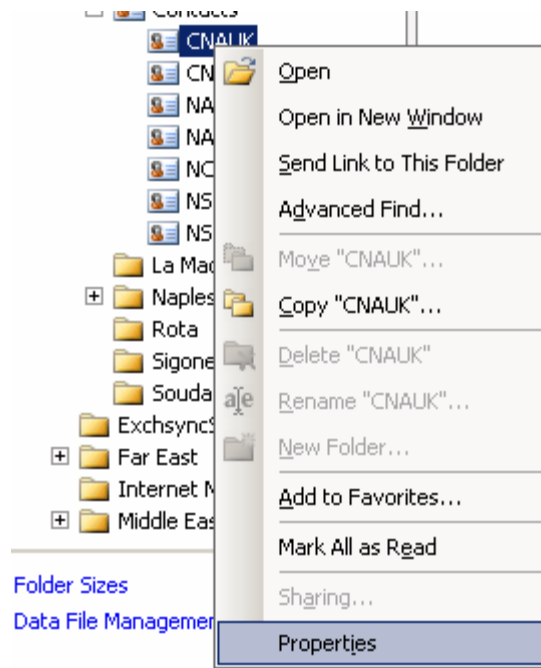 Contacts
CNAUK
CN
NA
NA
NC
NS
NS
La Mad
Naples
Rota
Sigone
Souda
Exchsync
Far East
Internet
Middle Eas
Folder Sizes
Data File Managemen
Open
Open in New Window
Send Link to This Folder
Advanced Find...
Move "CNAUK"...
Copy "CNAUK"...
Delete "CNAUK"
Rename "CNAUK"...
New Folder...
Add to Favorites...
Mark All as Read
Sharing...
Properties